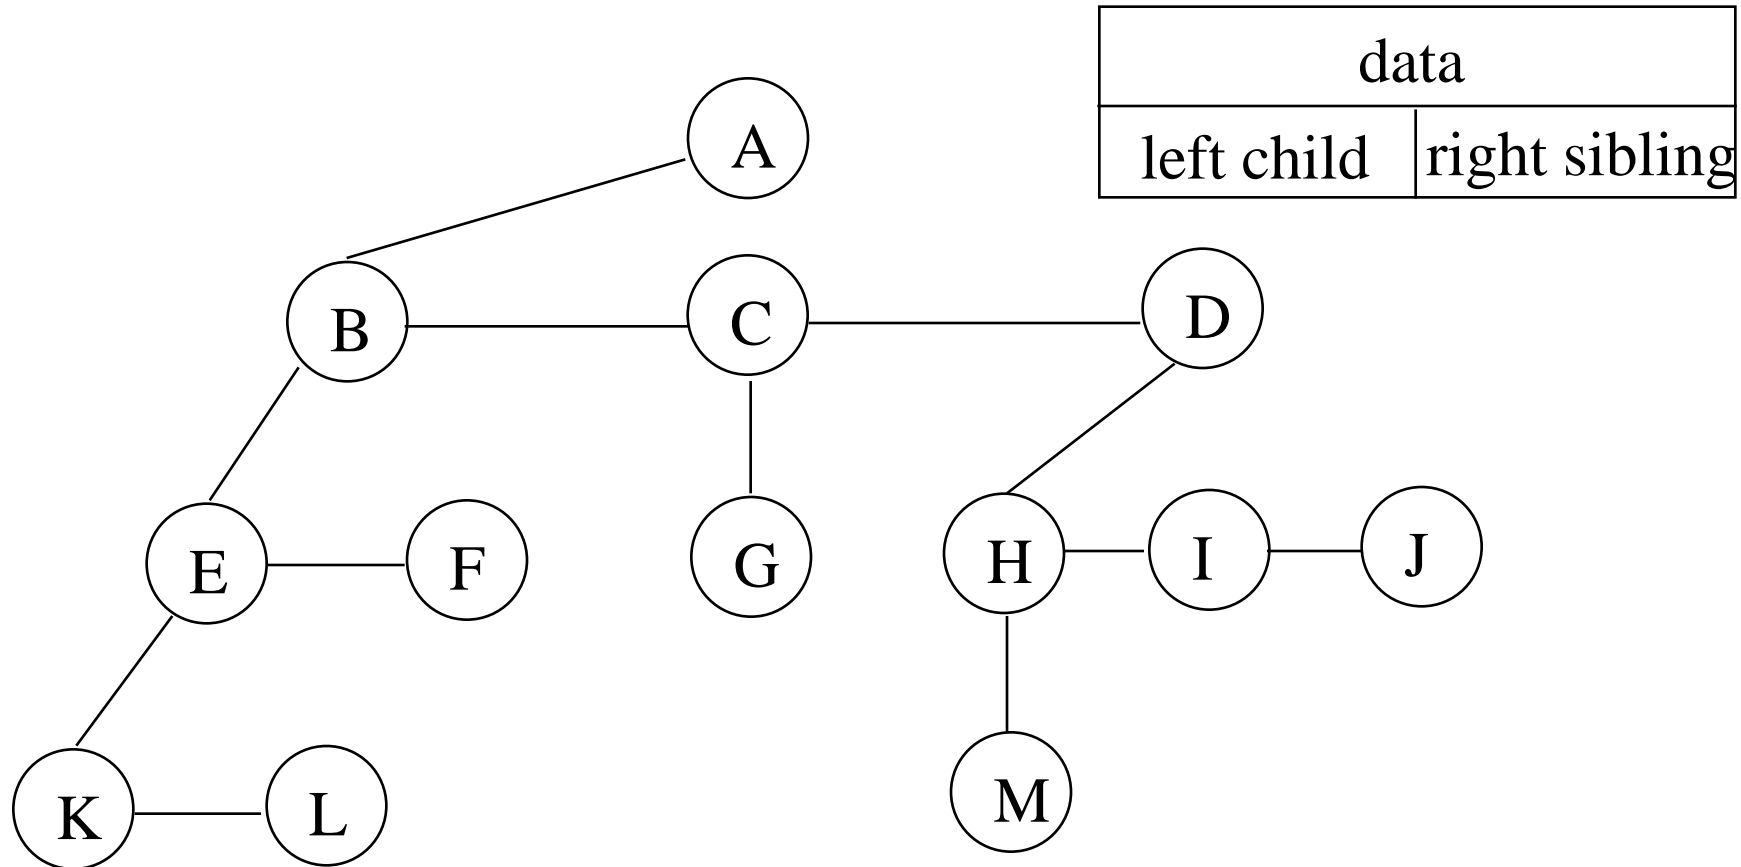 data
left child right sibling
A
B C D
E F G H I J
K L M